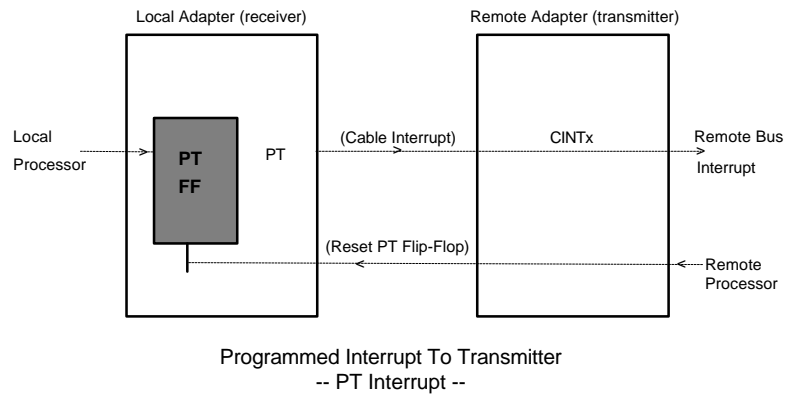 Local Adapter (receiver)
Remote Adapter (transmitter)
Local
Processor
PT
FF
PT
(Cable Interrupt)
CINTx
Remote Bus
Interrupt
(Reset PT Flip-Flop)
Remote
Processor
Programmed Interrupt To Transmitter
-- PT Interrupt --